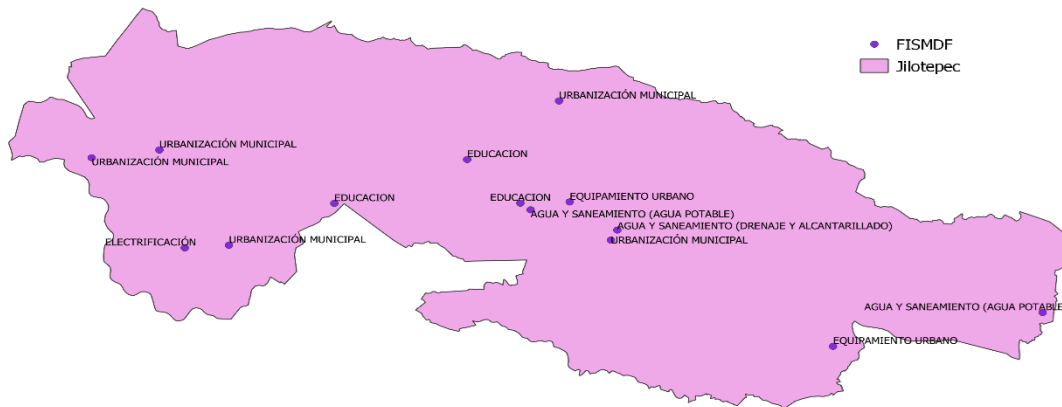 FISMDF
Jilotepec
URBANIZACIÓN MUNICIPAL
URBANIZACIÓN MUNICIPAL
URBANIZACIÓN MUNICIPAL
EDUCACION
EDUCACION
EDUCACION
EQUIPAMIENTO URBANO
AGUA Y SANEAMIENTO (AGUA POTABLE)
AGUA Y SANEAMIENTO (DRENAJE Y ALCANTARILLADO)
URBANIZACIÓN MUNICIPAL
ELECTRIFICACIÓN
URBANIZACIÓN MUNICIPAL
AGUA Y SANEAMIENTO (AGUA POTABLE
EQUIPAMIENTO URBANO